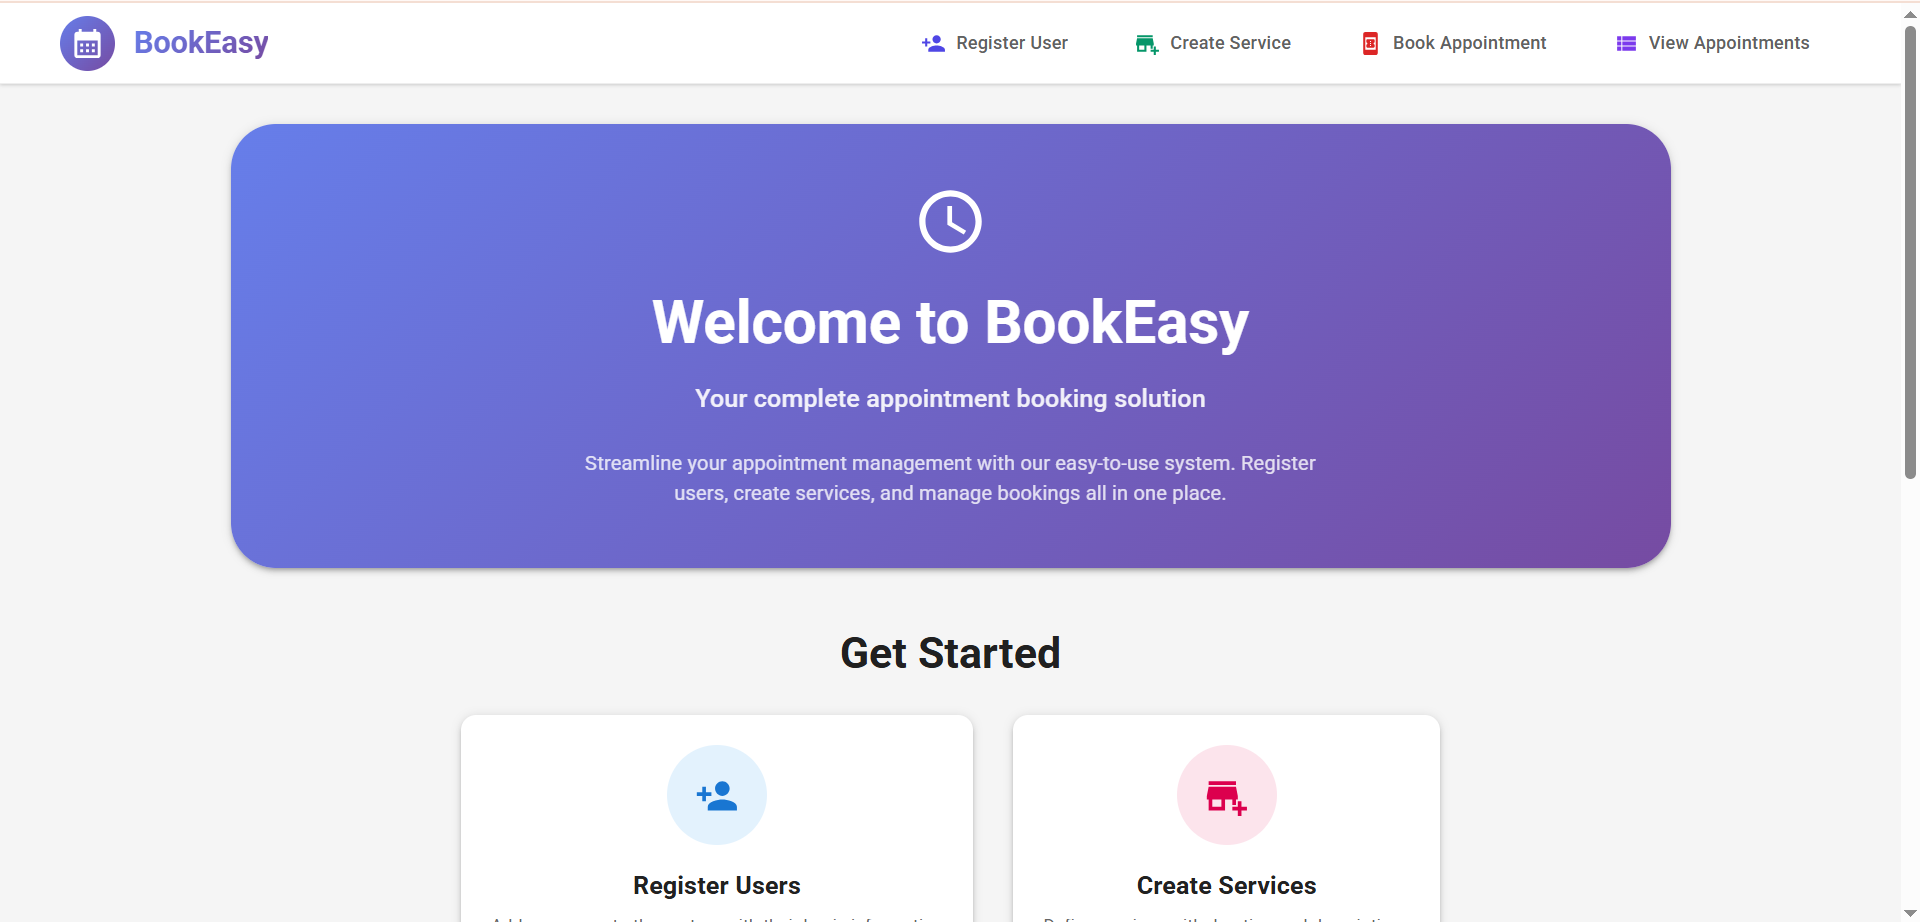 BookEasy
Register User
Create Service
Book Appointment
View Appointments
Welcome to BookEasy
Your complete appointment booking solution
Streamline your appointment management with our easy-to-use system. Register
users, create services, and manage bookings all in one place.
Get Started
Register Users
Create Services